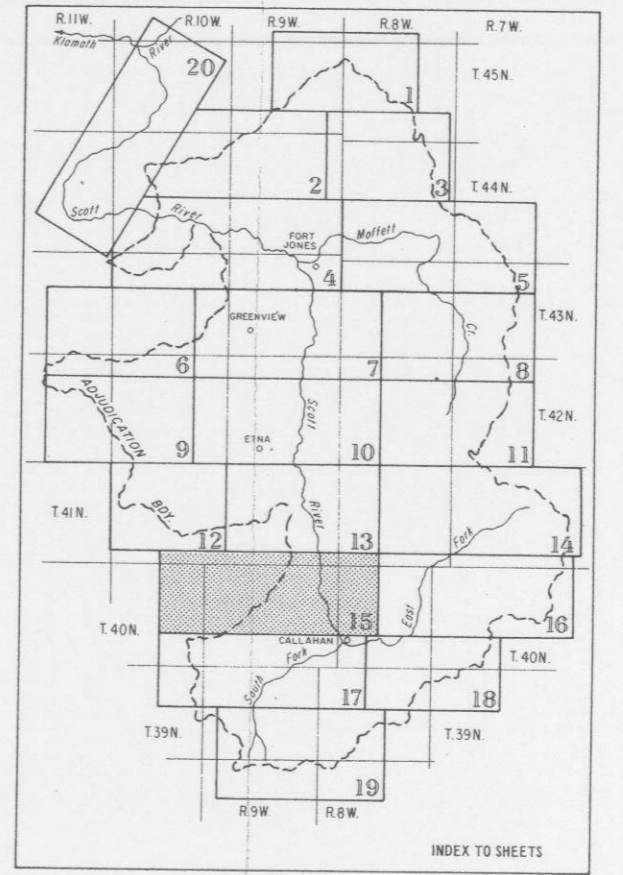 R.11W. R.10W. R.9W. R.8W. R.7W.
Klamath River
20
T.45N.
1
2
3
T.44N.
Scott River
FORT JONES
Moffett
4
5
GREENVIEW
T.43N.
Cr.
6
7
8
ADJUDICATION
Scott
T.42N.
ETNA
9
10
11
T.41N.
BDY.
River
Fork
12
13
14
East
T.40N.
15
16
CALLAHAN
Fork
T.40N.
South
17
18
T.39N.
T.39N.
19
R.9W. R.8W.
INDEX TO SHEETS